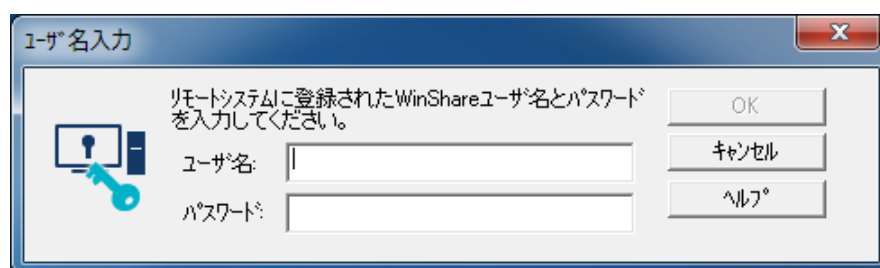 ﾕｰｻﾞ名入力
X
ﾘﾓｰﾄｼｽﾃﾑに登録されたWinShareﾕｰｻﾞ名とﾊﾟｽﾜｰﾄﾞ
を入力してください。
ﾕｰｻﾞ名:
ﾊﾟｽﾜｰﾄﾞ:
OK
ｷｬﾝｾﾙ
ﾍﾙﾌﾟ